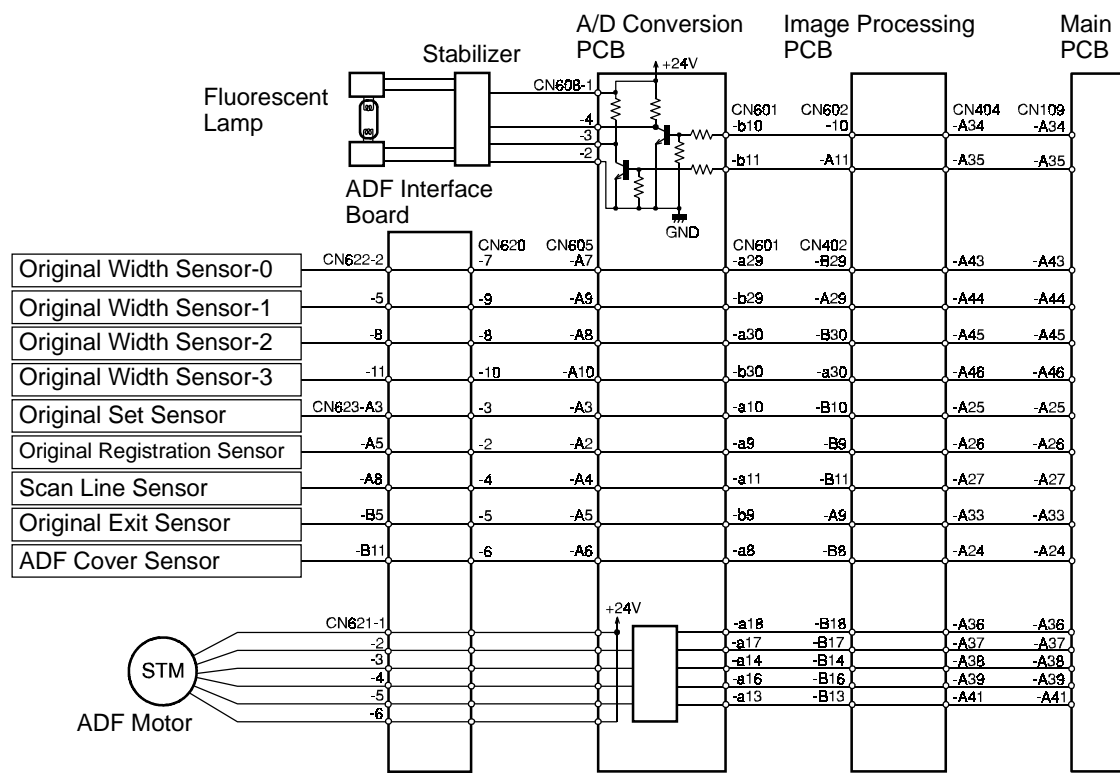 A/D Conversion PCB
Image Processing PCB
Main PCB
Stabilizer
+24V
Fluorescent Lamp
CN608-1
-4
-3
-2
CN601 CN602 CN404 CN109
-b10 -10 -A34 -A34
-b11 -A11 -A35 -A35
GND
ADF Interface Board
CN620 CN605 CN601 CN402
Original Width Sensor-0 CN622-2 -7 -A7 -a29 -B29 -A43 -A43
Original Width Sensor-1 -5 -9 -A9 -b29 -A29 -A44 -A44
Original Width Sensor-2 -8 -8 -A8 -a30 -B30 -A45 -A45
Original Width Sensor-3 -11 -10 -A10 -b30 -a30 -A46 -A46
Original Set Sensor CN623-A3 -3 -A3 -a10 -B10 -A25 -A25
Original Registration Sensor -A5 -2 -A2 -a9 -B9 -A26 -A26
Scan Line Sensor -A8 -4 -A4 -a11 -B11 -A27 -A27
Original Exit Sensor -B5 -5 -A5 -b9 -A9 -A33 -A33
ADF Cover Sensor -B11 -6 -A6 -a8 -B8 -A24 -A24
+24V
CN621-1 -a18 -B18 -A36 -A36
-2 -a17 -B17 -A37 -A37
-3 -a14 -B14 -A38 -A38
-4 -a16 -B16 -A39 -A39
-5 -a13 -B13 -A41 -A41
-6
STM
ADF Motor